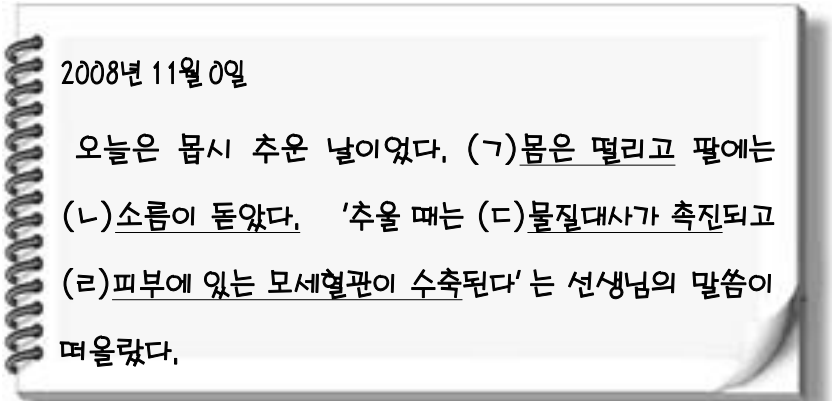 2008년 11월 0일
오늘은 몹시 추운 날이었다. (ㄱ)몸은 떨리고 팔에는
(ㄴ)소름이 돋았다. '추울 때는 (ㄷ)물질대사가 촉진되고
(ㄹ)피부에 있는 모세혈관이 수축된다'는 선생님의 말씀이
떠올랐다.